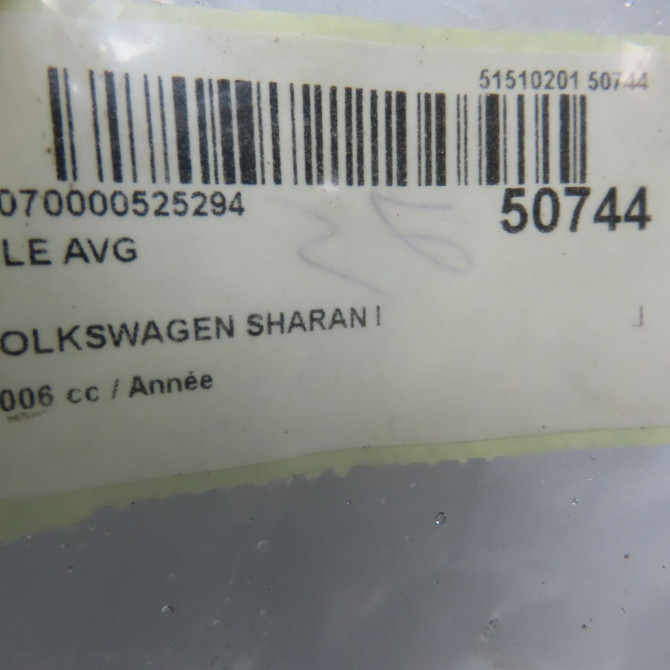 51510201 50744
070000525294 50744
LE AVG
OLKSWAGEN SHARAN I
006 cc / Année